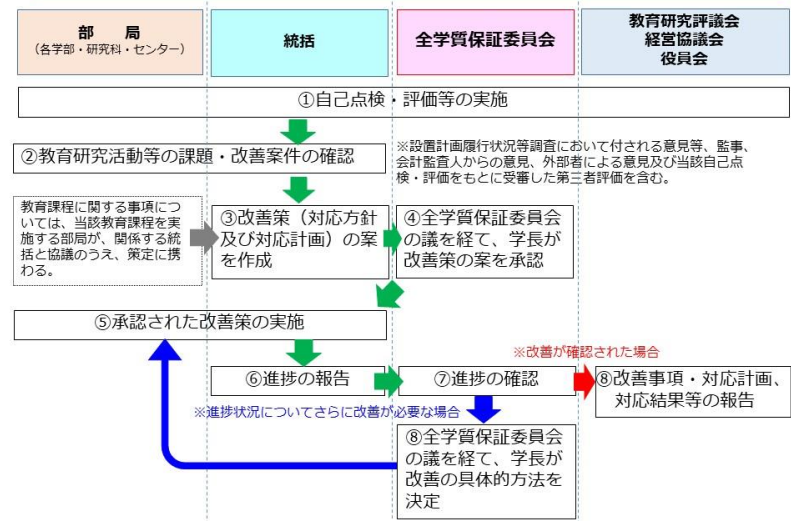 部　局
（各学部・研究科・センター）
統括
全学質保証委員会
教育研究評議会
経営協議会
役員会
①自己点検・評価等の実施
②教育研究活動等の課題・改善案件の確認
※設置計画履行状況等調査において付される意見等、監事、
会計監査人からの意見、外部者による意見及び当該自己点
検・評価をもとに受審した第三者評価を含む。
教育課程に関する事項につ
いては、当該教育課程を実
施する部局が、関係する統
括と協議のうえ、策定に携
わる。
③改善策（対応方針
及び対応計画）の案
を作成
④全学質保証委員会
の議を経て、学長が
改善策の案を承認
⑤承認された改善策の実施
※改善が確認された場合
⑥進捗の報告
⑦進捗の確認
⑧改善事項・対応計画、
対応結果等の報告
※進捗状況についてさらに改善が必要な場合
⑧全学質保証委員会
の議を経て、学長が
改善の具体的方法を
決定